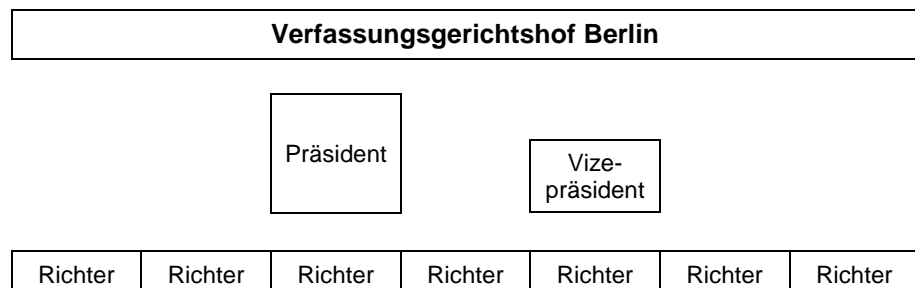 Verfassungsgerichtshof Berlin
Präsident
Vize-
präsident
Richter Richter Richter Richter Richter Richter Richter